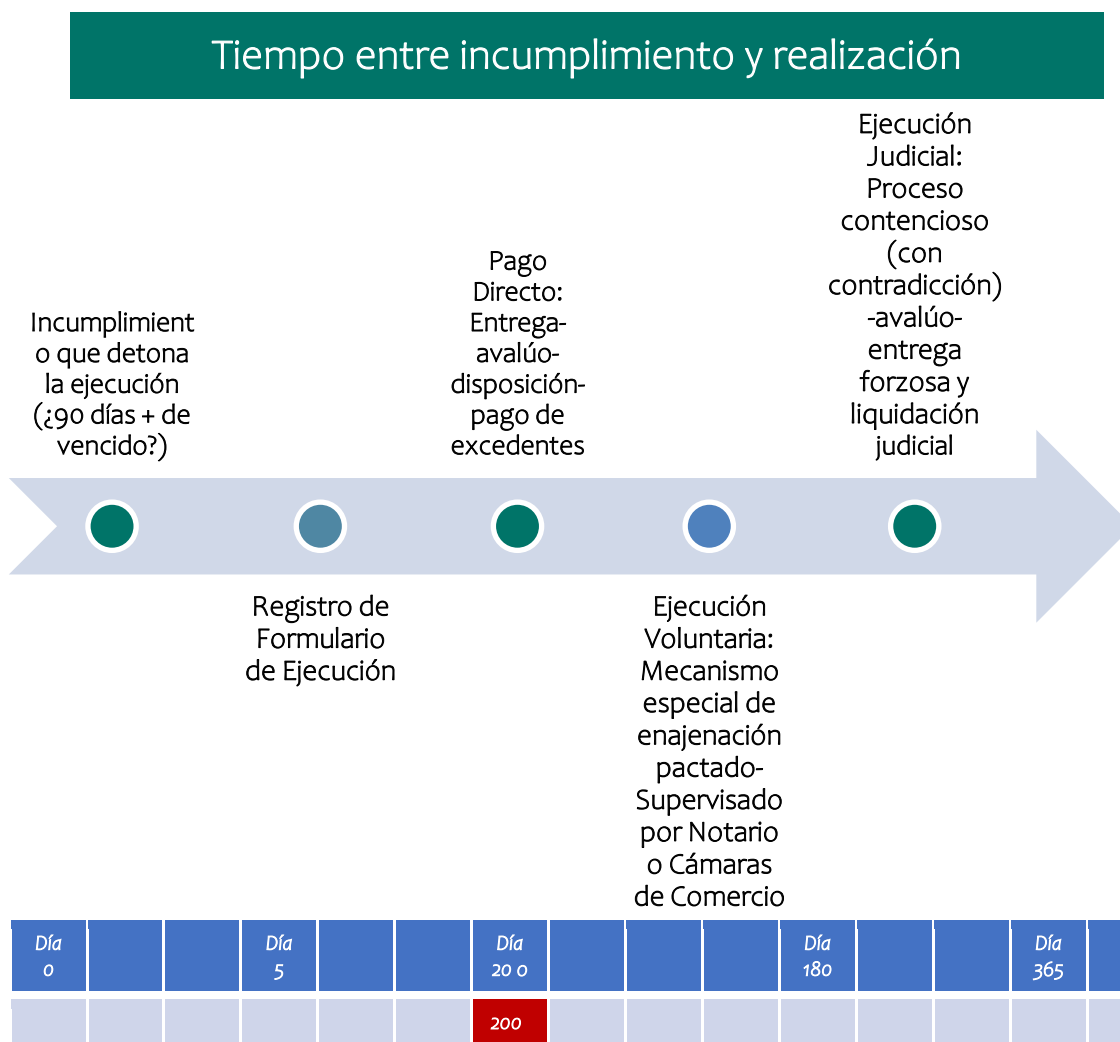 Tiempo entre incumplimiento y realización
Incumplimient
o que detona
la ejecución
(¿90 días + de
vencido?)
Registro de
Formulario
de Ejecución
Pago
Directo:
Entrega-
avalúo-
disposición-
pago de
excedentes
Ejecución
Voluntaria:
Mecanismo
especial de
enajenación
pactado-
Supervisado
por Notario
o Cámaras
de Comercio
Ejecución
Judicial:
Proceso
contencioso
(con
contradicción)
-avalúo-
entrega
forzosa y
liquidación
judicial
Día
0
Día
5
Día
20 0
Día
180
Día
365
200